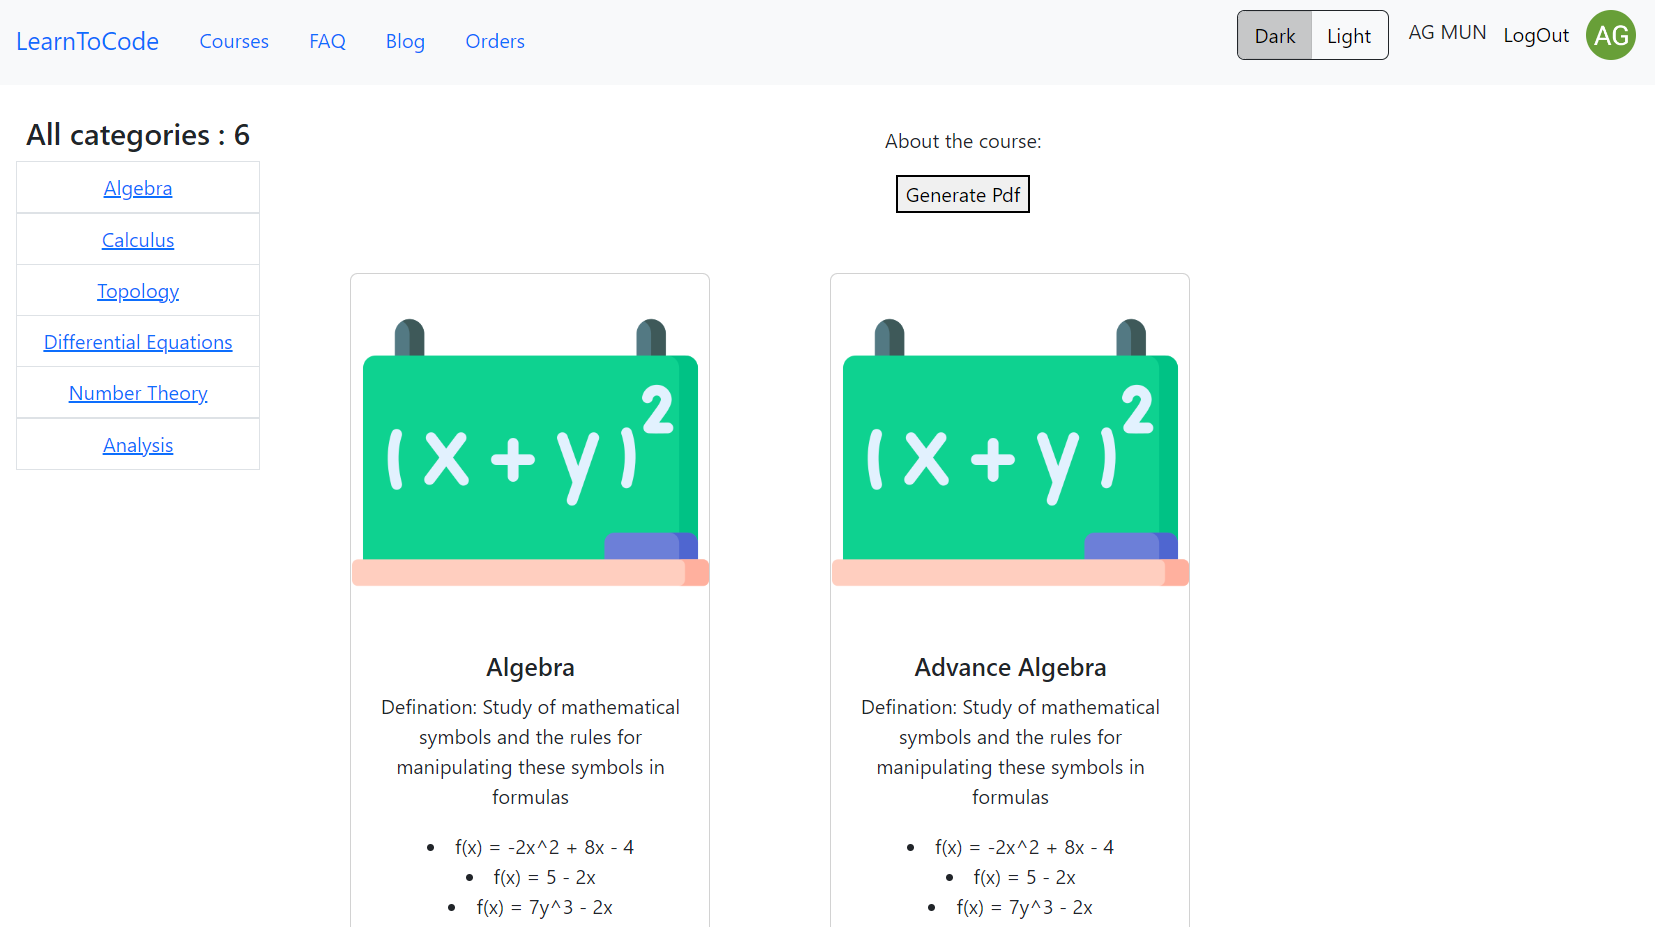 LearnToCode Courses FAQ Blog Orders Dark Light AG MUN LogOut AG
All categories : 6
Algebra
Calculus
Topology
Differential Equations
Number Theory
Analysis
About the course:
Generate Pdf
(x+y)²
Algebra
Defination: Study of mathematical
symbols and the rules for
manipulating these symbols in
formulas
• f(x) = -2x^2 + 8x - 4
• f(x) = 5 - 2x
• f(x) = 7y^3 - 2x
(x+y)²
Advance Algebra
Defination: Study of mathematical
symbols and the rules for
manipulating these symbols in
formulas
• f(x) = -2x^2 + 8x - 4
• f(x) = 5 - 2x
• f(x) = 7y^3 - 2x